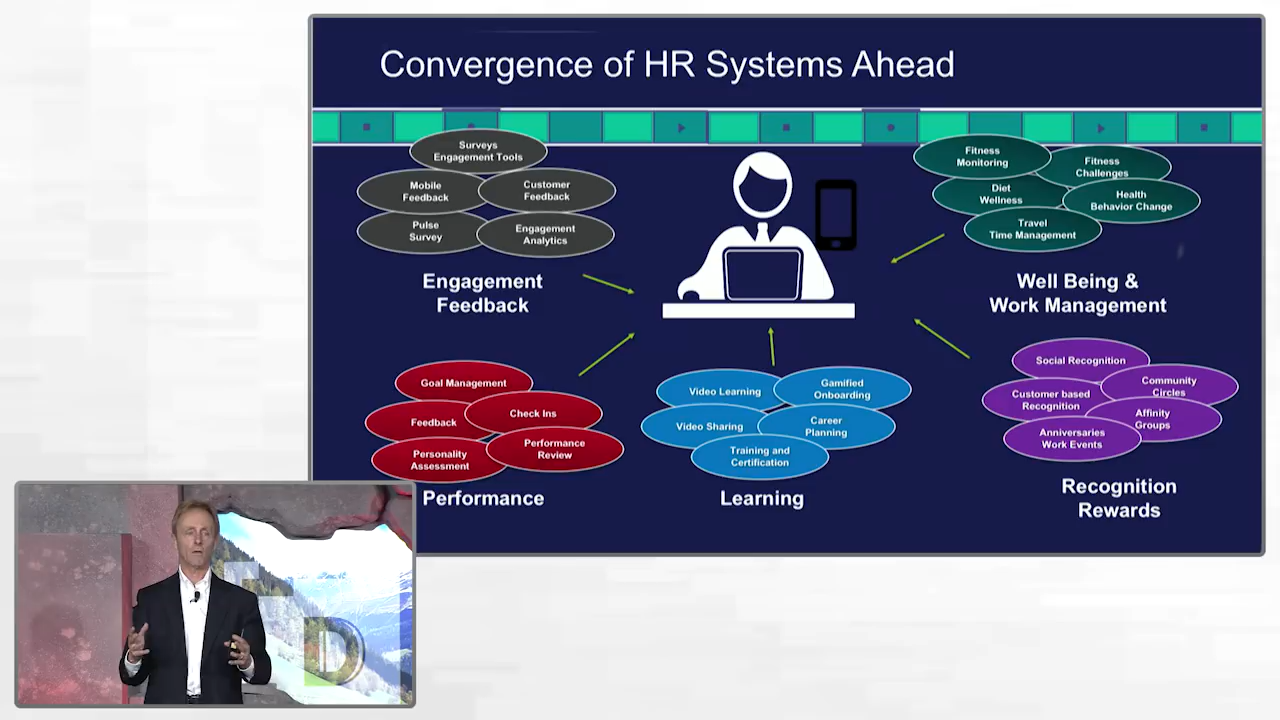 Convergence of HR Systems Ahead
Surveys
Engagement Tools
Mobile
Feedback
Customer
Feedback
Pulse
Survey
Engagement
Analytics
Engagement
Feedback
Fitness
Monitoring
Fitness
Challenges
Diet
Wellness
Health
Behavior Change
Travel
Time Management
Well Being &
Work Management
Goal Management
Feedback
Check Ins
Personality
Assessment
Performance
Review
Performance
Video Learning
Gamified
Onboarding
Video Sharing
Career
Planning
Training and
Certification
Learning
Social Recognition
Community
Circles
Customer based
Recognition
Affinity
Groups
Anniversaries
Work Events
Recognition
Rewards
D